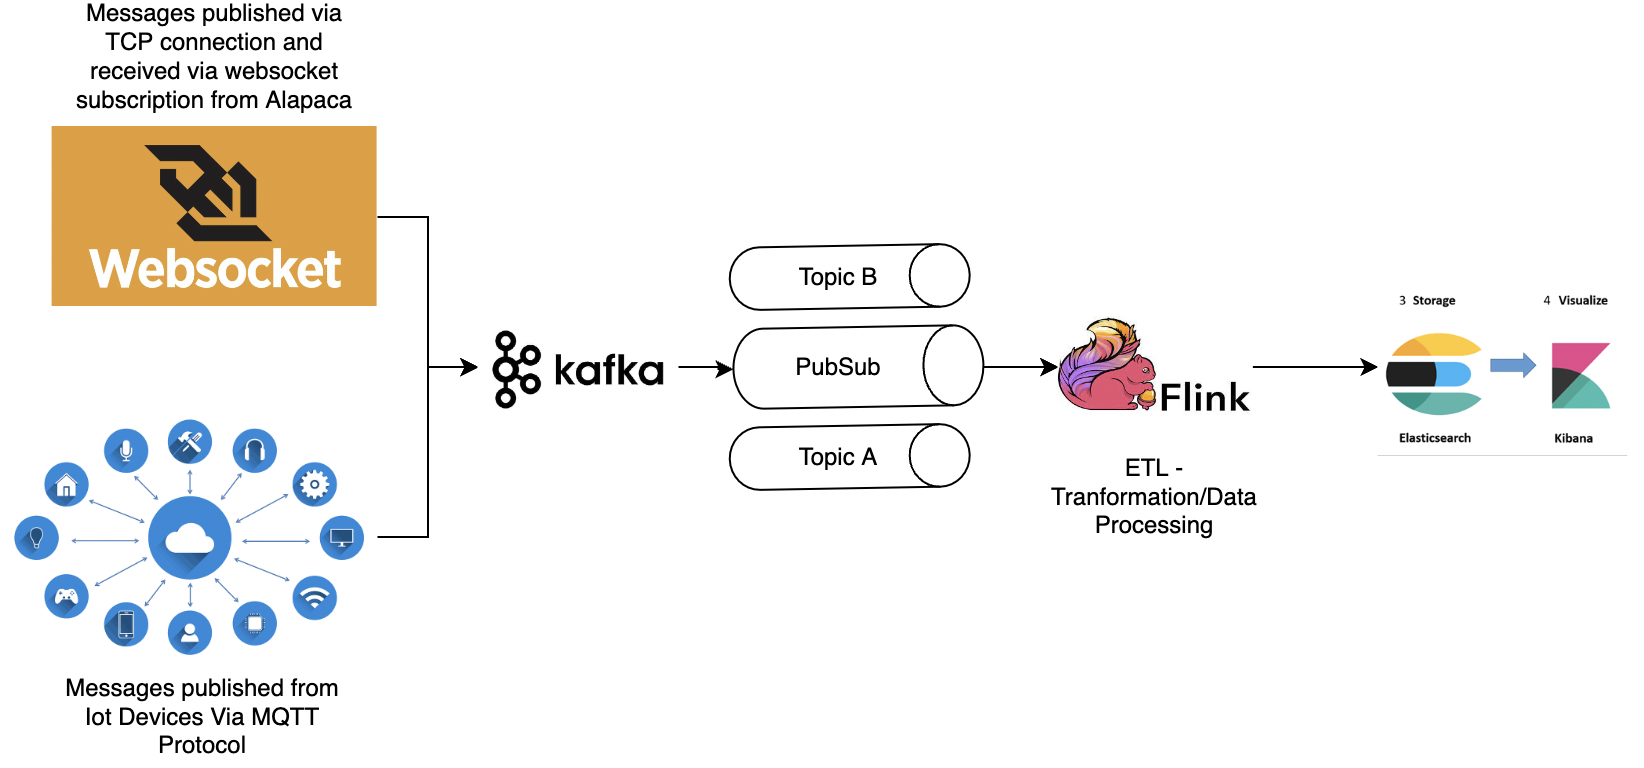 Messages published via
TCP connection and
received via websocket
subscription from Alapaca
Websocket
Messages published from
Iot Devices Via MQTT
Protocol
kafka
Topic B
PubSub
Topic A
Flink
ETL -
Tranformation/Data
Processing
3 Storage
4 Visualize
Elasticsearch
Kibana